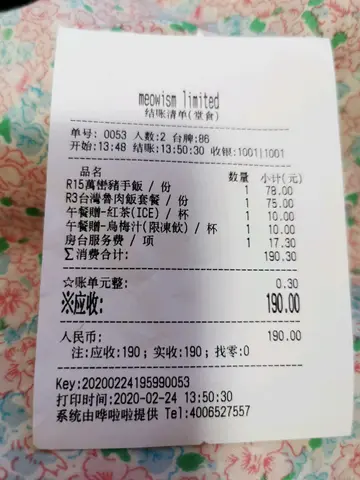 meowism limited
结账清单(堂食)
单号: 0053 人数:2 台牌:86
开始:13:48 结账:13:50:30 收银:1001|1001
品名 数量 小计(元)
R15萬巒豬手飯 / 份 1 78.00
R3台灣魯肉飯套餐 / 份 1 75.00
午餐贈-紅茶(ICE) / 杯 1 10.00
午餐贈-烏梅汁(限凍飲) / 杯 1 10.00
房台服务费 / 项 1 17.30
∑消费合计: 190.30
☆账单元整: 0.30
※应收: 190.00
人民币: 190.00
注:应收:190; 实收:190; 找零:0
Key:20200224195990053
打印时间:2020-02-24 13:50:30
系统由哗啦啦提供 Tel:4006527557